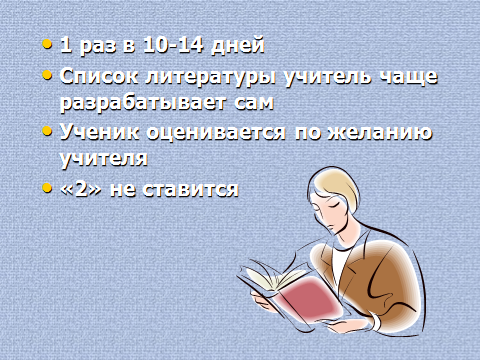 • 1 раз в 10-14 дней
• Список литературы учитель чаще
разрабатывает сам
• Ученик оценивается по желанию
учителя
• «2» не ставится